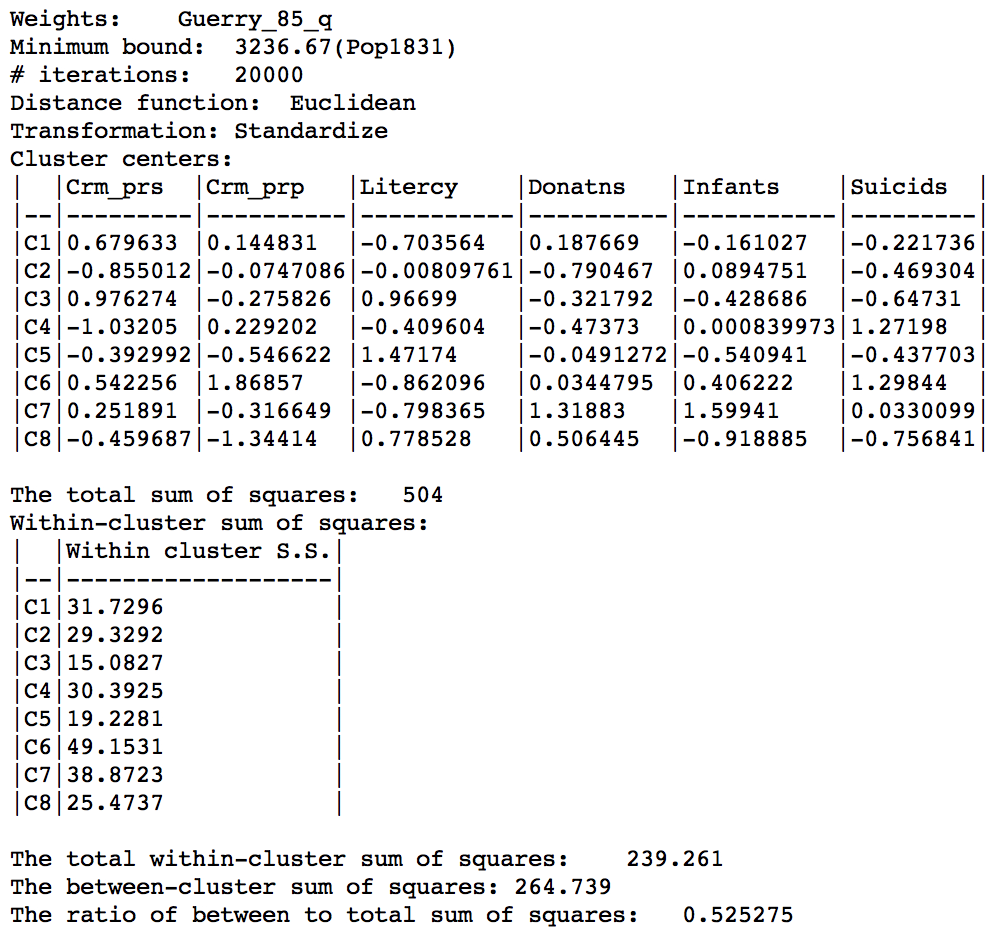 Weights:    Guerry_85_q
Minimum bound:  3236.67(Pop1831)
# iterations:   20000
Distance function:  Euclidean
Transformation: Standardize
Cluster centers:
|  |Crm_prs  |Crm_prp   |Litercy    |Donatns   |Infants    |Suicids  |
|--|---------|----------|-----------|----------|-----------|---------|
|C1|0.679633 |0.144831  |-0.703564  |0.187669  |-0.161027  |-0.221736|
|C2|-0.855012|-0.0747086|-0.00809761|-0.790467 |0.0894751  |-0.469304|
|C3|0.976274 |-0.275826 |0.96699    |-0.321792 |-0.428686  |-0.64731 |
|C4|-1.03205 |0.229202  |-0.409604  |-0.47373  |0.000839973|1.27198  |
|C5|-0.392992|-0.546622 |1.47174    |-0.0491272|-0.540941  |-0.437703|
|C6|0.542256 |1.86857   |-0.862096  |0.0344795 |0.406222   |1.29844  |
|C7|0.251891 |-0.316649 |-0.798365  |1.31883   |1.59941    |0.0330099|
|C8|-0.459687|-1.34414  |0.778528   |0.506445  |-0.918885  |-0.756841|
The total sum of squares:   504
Within-cluster sum of squares:
|  |Within cluster S.S.|
|--|-------------------|
|C1|31.7296            |
|C2|29.3292            |
|C3|15.0827            |
|C4|30.3925            |
|C5|19.2281            |
|C6|49.1531            |
|C7|38.8723            |
|C8|25.4737            |
The total within-cluster sum of squares:    239.261
The between-cluster sum of squares: 264.739
The ratio of between to total sum of squares:   0.525275